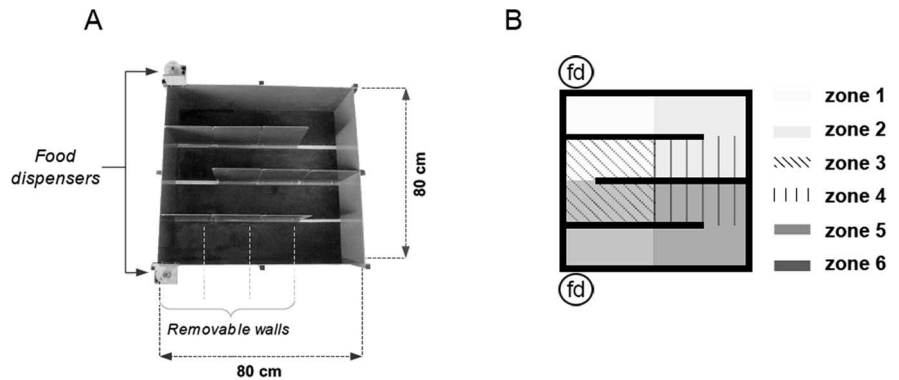 A
B
Food
dispensers
80 cm
Removable walls
80 cm
fd
fd
zone 1
zone 2
zone 3
zone 4
zone 5
zone 6